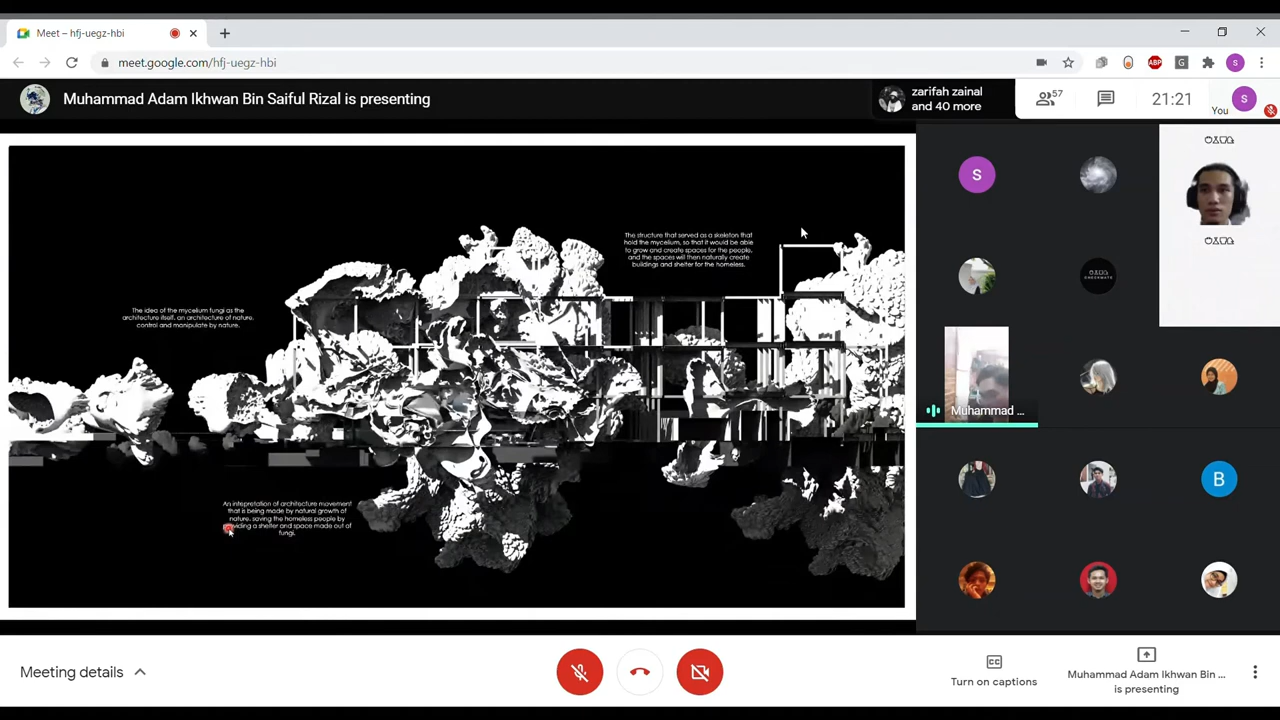 Meet – hfj-uegz-hbi
meet.google.com/hfj-uegz-hbi
ABP
G
S
Muhammad Adam Ikhwan Bin Saiful Rizal is presenting
zarifah zainal
and 40 more
57
21:21
You
S
The structure that served as a skeleton that
hold the mycelium, so that it would be able
to grow and create spaces for the people,
and the spaces will then naturally create
buildings and shelter for the homeless.
The idea of the mycelium fungi as the
architecture itself, an architecture of nature,
control and manipulate by nature.
An intepretation of architecture movement
that is being made by natural growth of
nature, saving the homeless people by
a shelter and space made out of
fungi.
S
Muhammad ...
B
Meeting details
CC
Turn on captions
Muhammad Adam Ikhwan Bin ...
is presenting